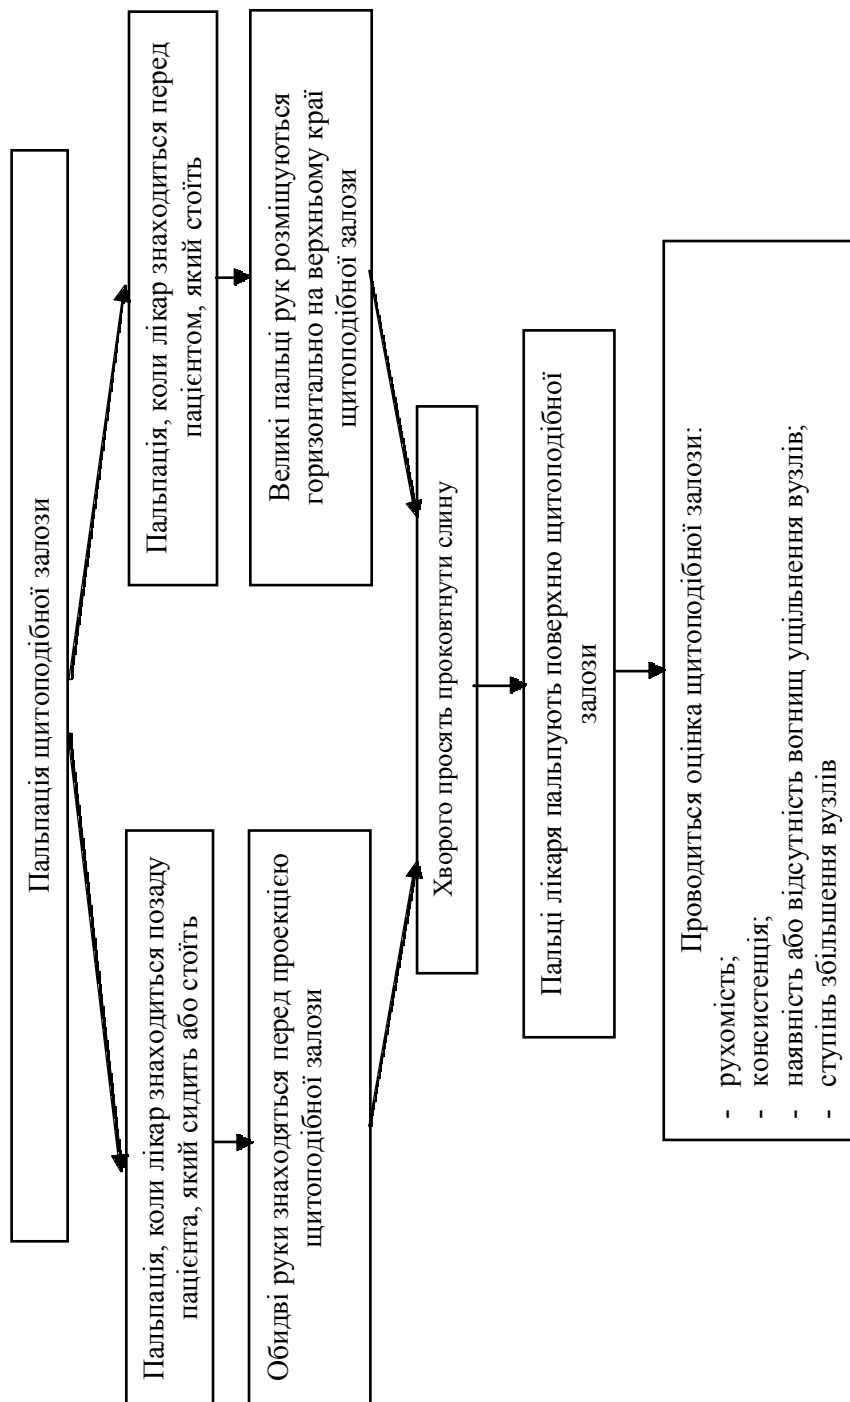 Пальпація щитоподібної залози
Пальпація, коли лікар знаходиться позаду
пацієнта, який сидить або стоїть
Обидві руки знаходяться перед проекцією
щитоподібної залози
Пальпація, коли лікар знаходиться перед
пацієнтом, який стоїть
Великі пальці рук розміщуються
горизонтально на верхньому краї
щитоподібної залози
Хворого просять проковтнути слину
Пальці лікаря пальпують поверхню щитоподібної
залози
Проводиться оцінка щитоподібної залози:
- рухомість;
- консистенція;
- наявність або відсутність вогнищ ущільнення вузлів;
- ступінь збільшення вузлів